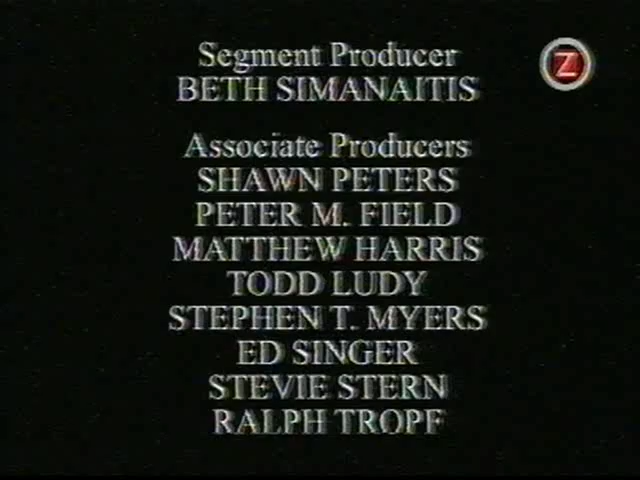 Segment Producer
BETH SIMANAITIS
Z
Associate Producers
SHAWN PETERS
PETER M. FIELD
MATTHEW HARRIS
TODD LUDY
STEPHEN T. MYERS
ED SINGER
STEVIE STERN
RALPH TROPF